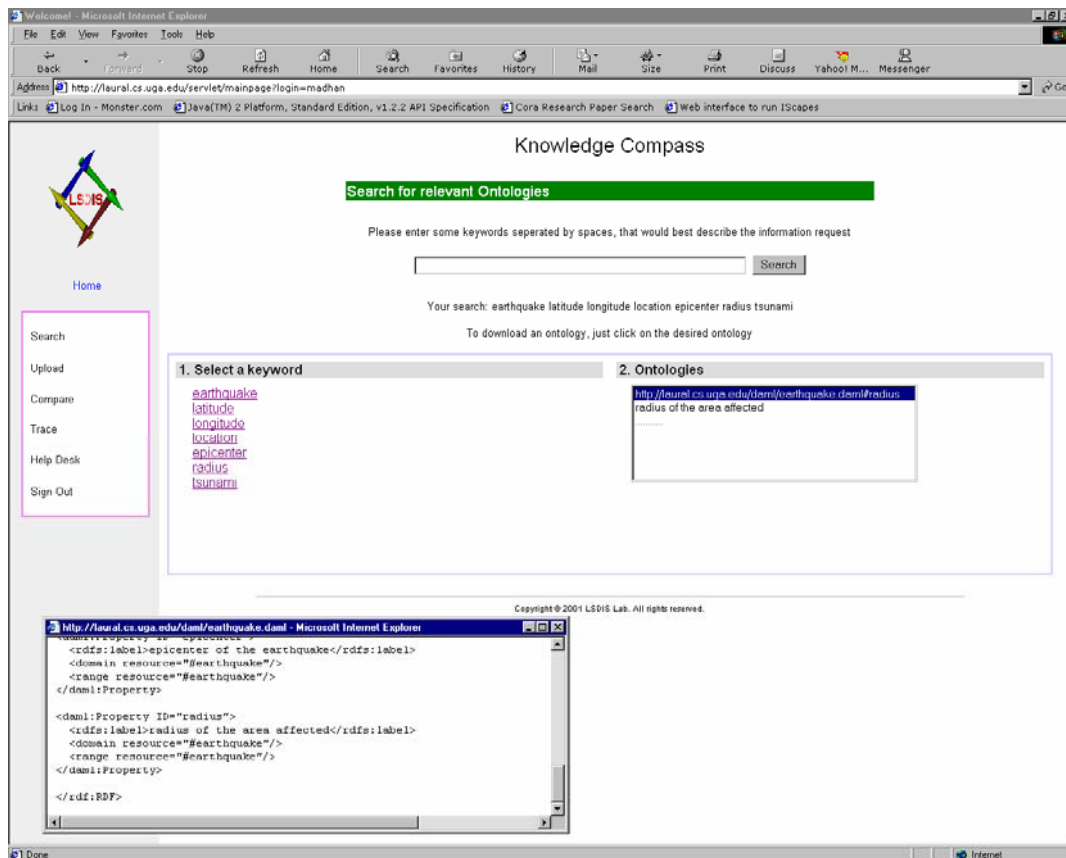 Welcome! - Microsoft Internet Explorer
File Edit View Favorites Tools Help
Back Forward Stop Refresh Home Search Favorites History Mail Size Print Discuss Yahoo! M... Messenger
Address http://laural.cs.uga.edu/servlet/mainpage?login=madhan Go
Links Log In - Monster.com Java(TM) 2 Platform, Standard Edition, v1.2.2 API Specification Cora Research Paper Search Web interface to run IScapes
LSDIS
Home
Search
Upload
Compare
Trace
Help Desk
Sign Out
Knowledge Compass
Search for relevant Ontologies
Please enter some keywords seperated by spaces, that would best describe the information request
Search
Your search: earthquake latitude longitude location epicenter radius tsunami
To download an ontology, just click on the desired ontology
1. Select a keyword
earthquake
latitude
longitude
location
epicenter
radius
tsunami
2. Ontologies
http://laural.cs.uga.edu/daml/earthquake.daml#radius
radius of the area affected
.........
Copyright © 2001 LSDIS Lab. All rights reserved.
http://laural.cs.uga.edu/daml/earthquake.daml - Microsoft Internet Explorer
<daml:Property ID="epicenter">
<rdfs:label>epicenter of the earthquake</rdfs:label>
<domain resource="#earthquake"/>
<range resource="#earthquake"/>
</daml:Property>
<daml:Property ID="radius">
<rdfs:label>radius of the area affected</rdfs:label>
<domain resource="#earthquake"/>
<range resource="#earthquake"/>
</daml:Property>
</rdf:RDF>
Done Internet